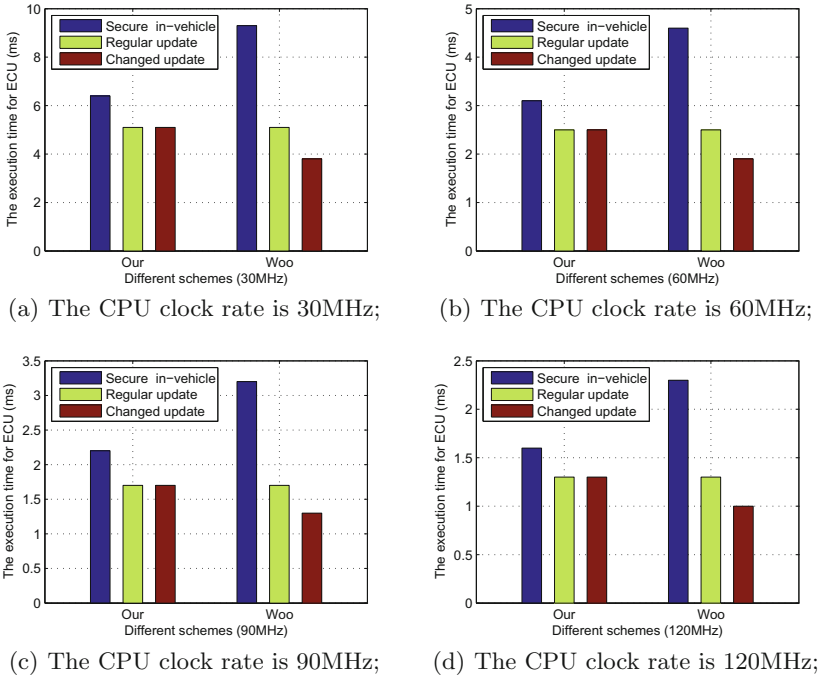 The execution time for ECU (ms)
10
8
6
4
2
0
Secure in−vehicle
Regular update
Changed update
Our
Woo
Different schemes (30MHz)
(a) The CPU clock rate is 30MHz;
The execution time for ECU (ms)
5
4
3
2
1
0
Secure in−vehicle
Regular update
Changed update
Our
Woo
Different schemes (60MHz)
(b) The CPU clock rate is 60MHz;
The execution time for ECU (ms)
3.5
3
2.5
2
1.5
1
0.5
0
Secure in−vehicle
Regular update
Changed update
Our
Woo
Different schemes (90MHz)
(c) The CPU clock rate is 90MHz;
The execution time for ECU (ms)
2.5
2
1.5
1
0.5
0
Secure in−vehicle
Regular update
Changed update
Our
Woo
Different schemes (120MHz)
(d) The CPU clock rate is 120MHz;